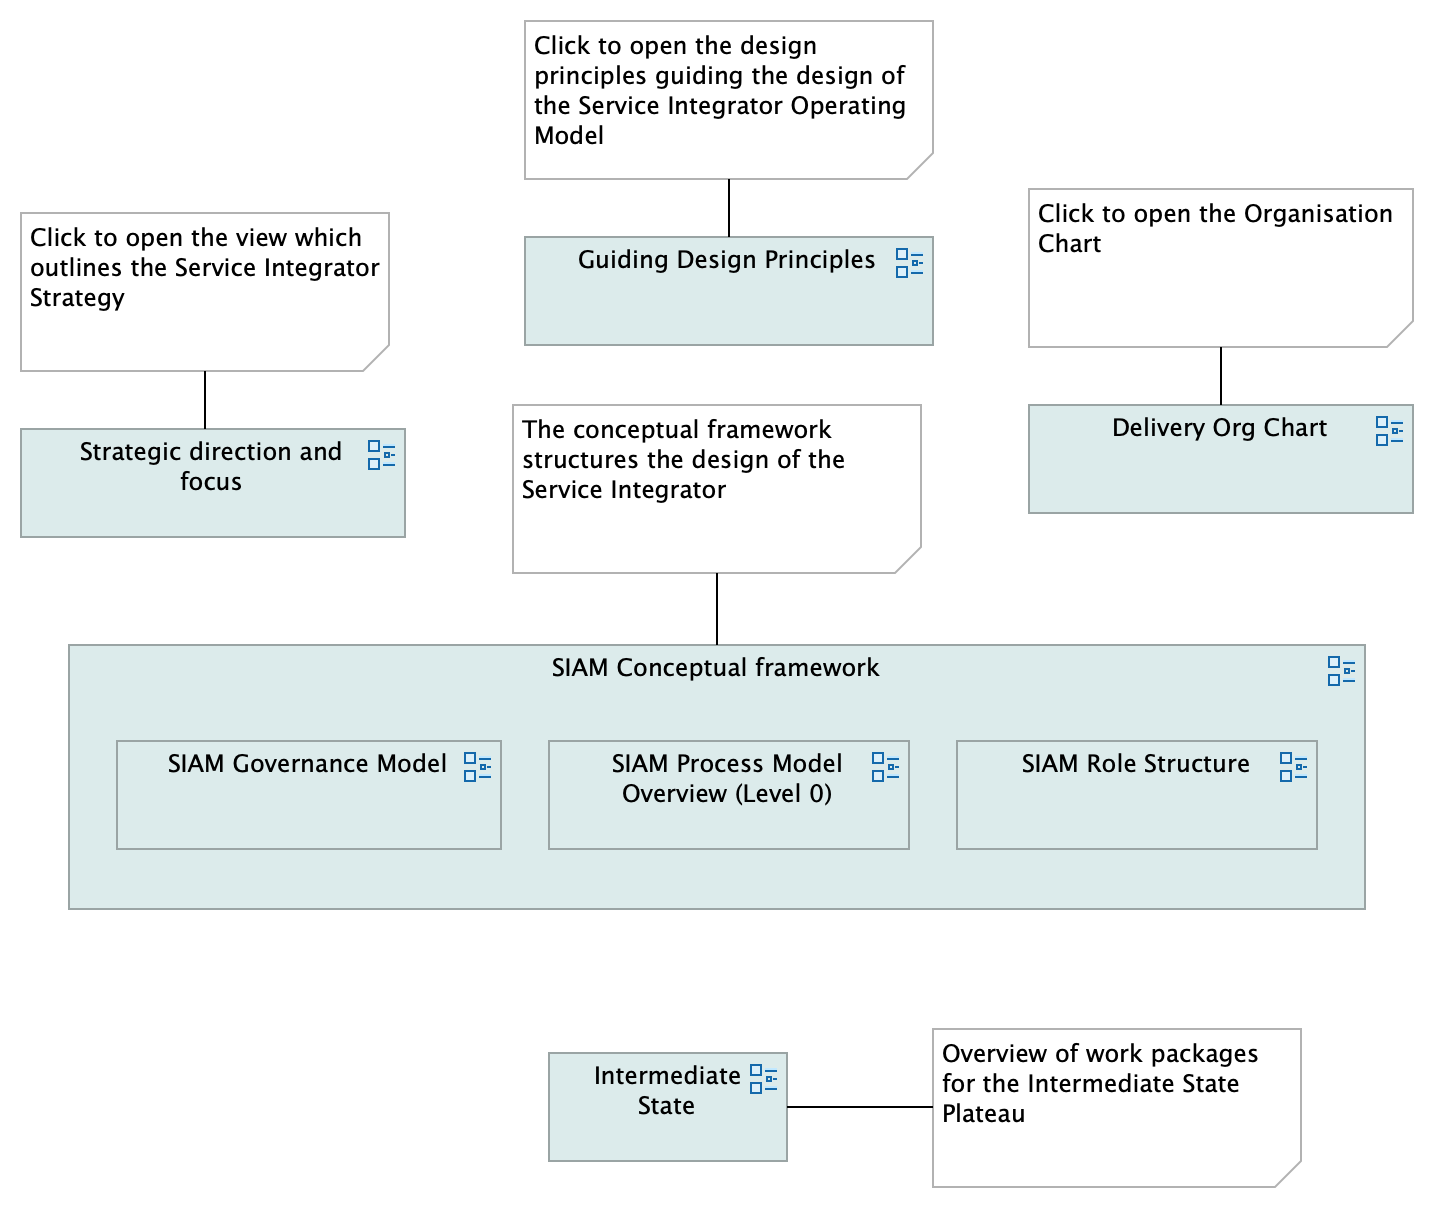 Click to open the design
principles guiding the design of
the Service Integrator Operating
Model
Click to open the Organisation
Chart
Click to open the view which
outlines the Service Integrator
Strategy
Guiding Design Principles
Delivery Org Chart
Strategic direction and
focus
The conceptual framework
structures the design of the
Service Integrator
SIAM Conceptual framework
SIAM Governance Model
SIAM Process Model
Overview (Level 0)
SIAM Role Structure
Intermediate
State
Overview of work packages
for the Intermediate State
Plateau